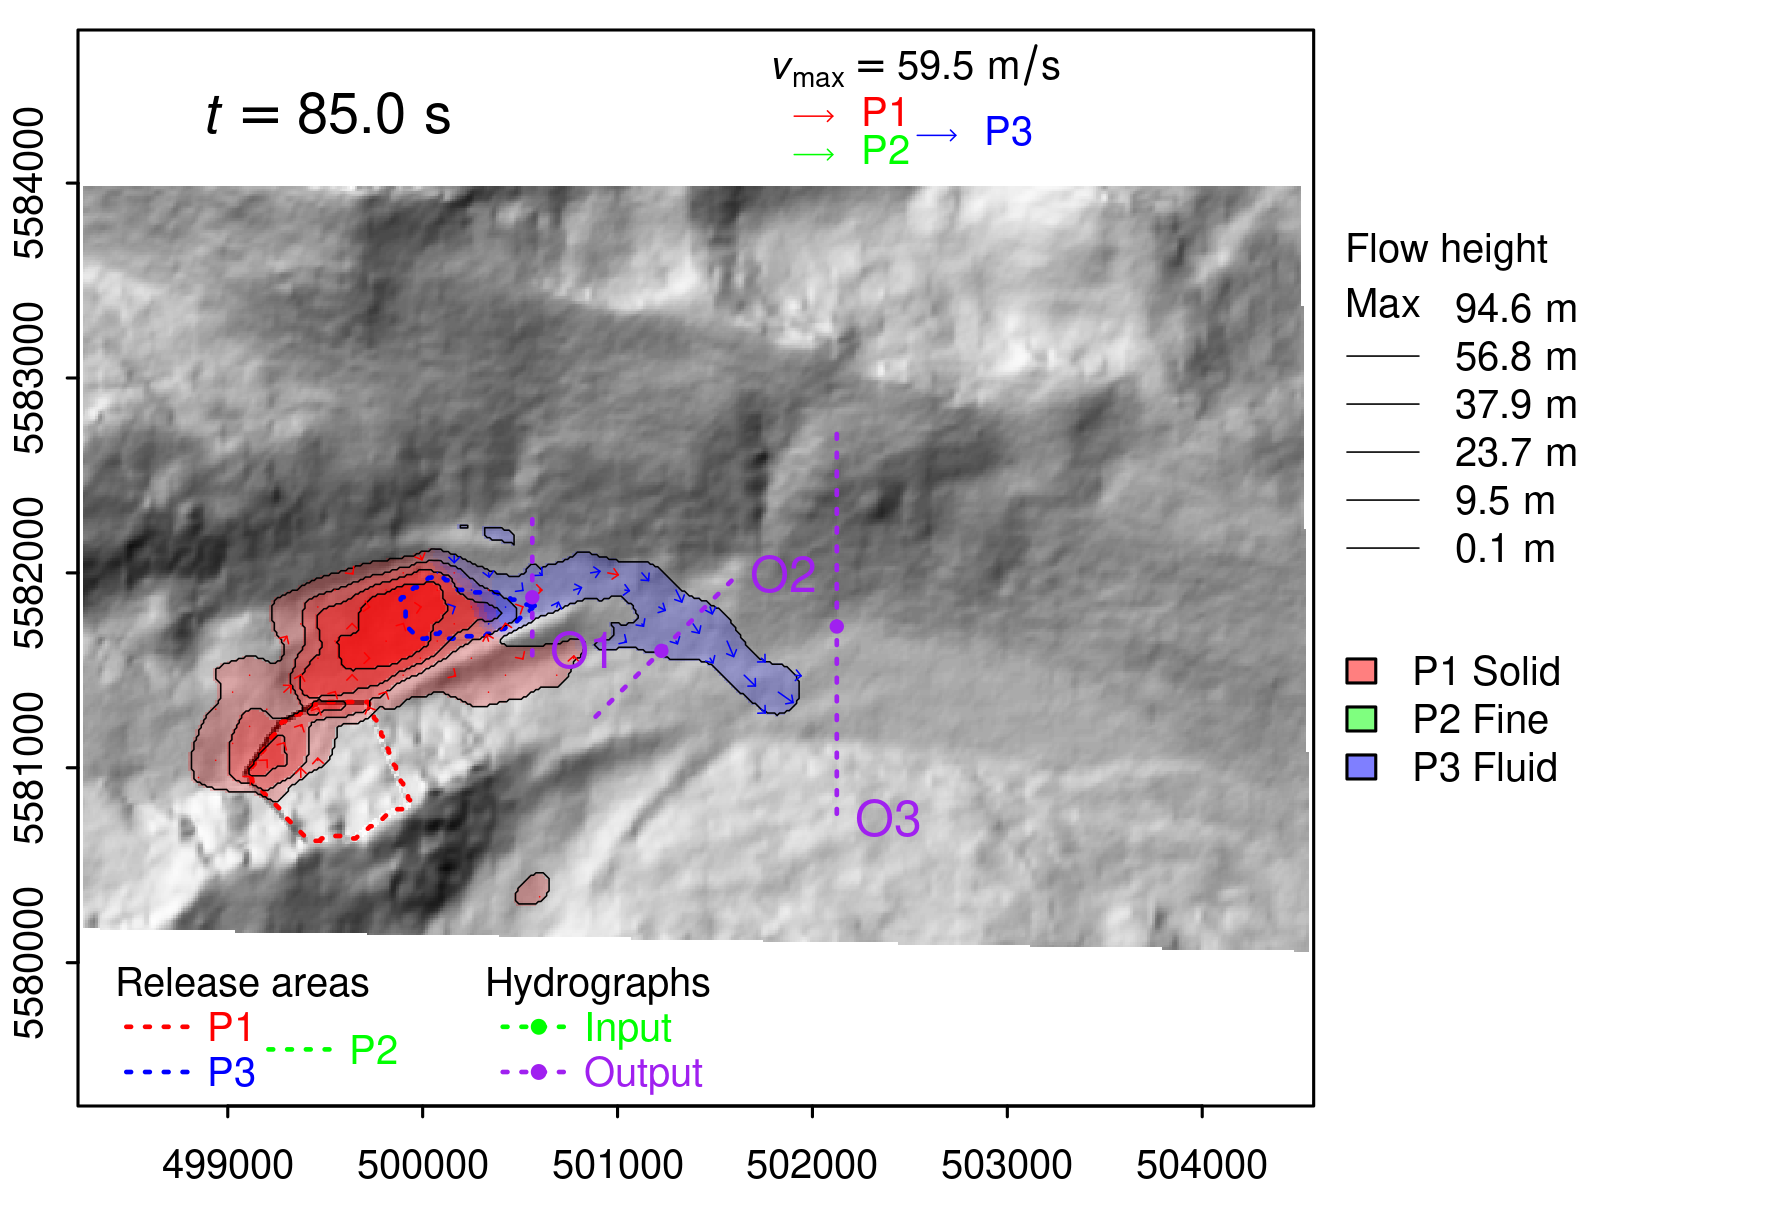 t = 85.0 s
vmax = 59.5 m/s
P1
P2
P3
5584000
5583000
5582000
5581000
5580000
O1
O2
O3
Flow height
Max 94.6 m
56.8 m
37.9 m
23.7 m
9.5 m
0.1 m
P1 Solid
P2 Fine
P3 Fluid
Release areas
P1
P2
P3
Hydrographs
Input
Output
499000 500000 501000 502000 503000 504000